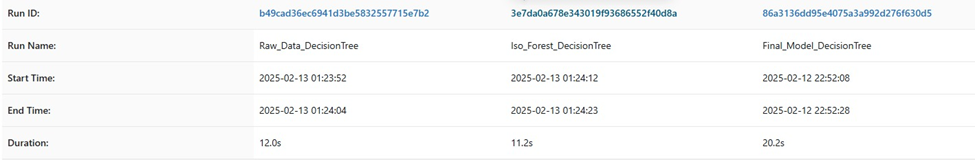 Run ID: b49cad36ec6941d3be5832557715e7b2 3e7da0a678e343019f93686552f40d8a 86a3136dd95e4075a3a992d276f630d5
Run Name: Raw_Data_DecisionTree Iso_Forest_DecisionTree Final_Model_DecisionTree
Start Time: 2025-02-13 01:23:52 2025-02-13 01:24:12 2025-02-12 22:52:08
End Time: 2025-02-13 01:24:04 2025-02-13 01:24:23 2025-02-12 22:52:28
Duration: 12.0s 11.2s 20.2s